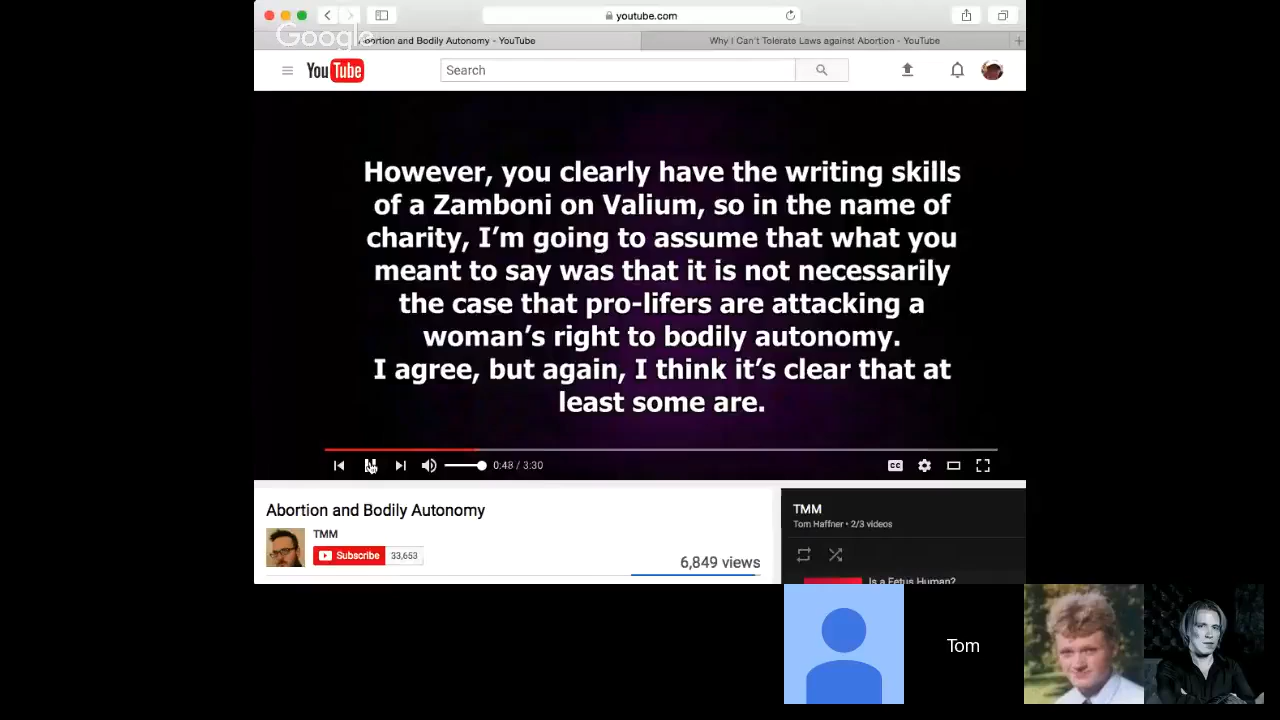 youtube.com
Google
ortion and Bodily Autonomy - YouTube
Why I Can't Tolerate Laws against Abortion - YouTube
YouTube
Search
However, you clearly have the writing skills
of a Zamboni on Valium, so in the name of
charity, I'm going to assume that what you
meant to say was that it is not necessarily
the case that pro-lifers are attacking a
woman's right to bodily autonomy.
I agree, but again, I think it's clear that at
least some are.
0:48 / 3:30
CC
Abortion and Bodily Autonomy
TMM
Subscribe 33,653
6,849 views
TMM
Tom Haffner • 2/3 videos
Is a Fetus Human?
Tom